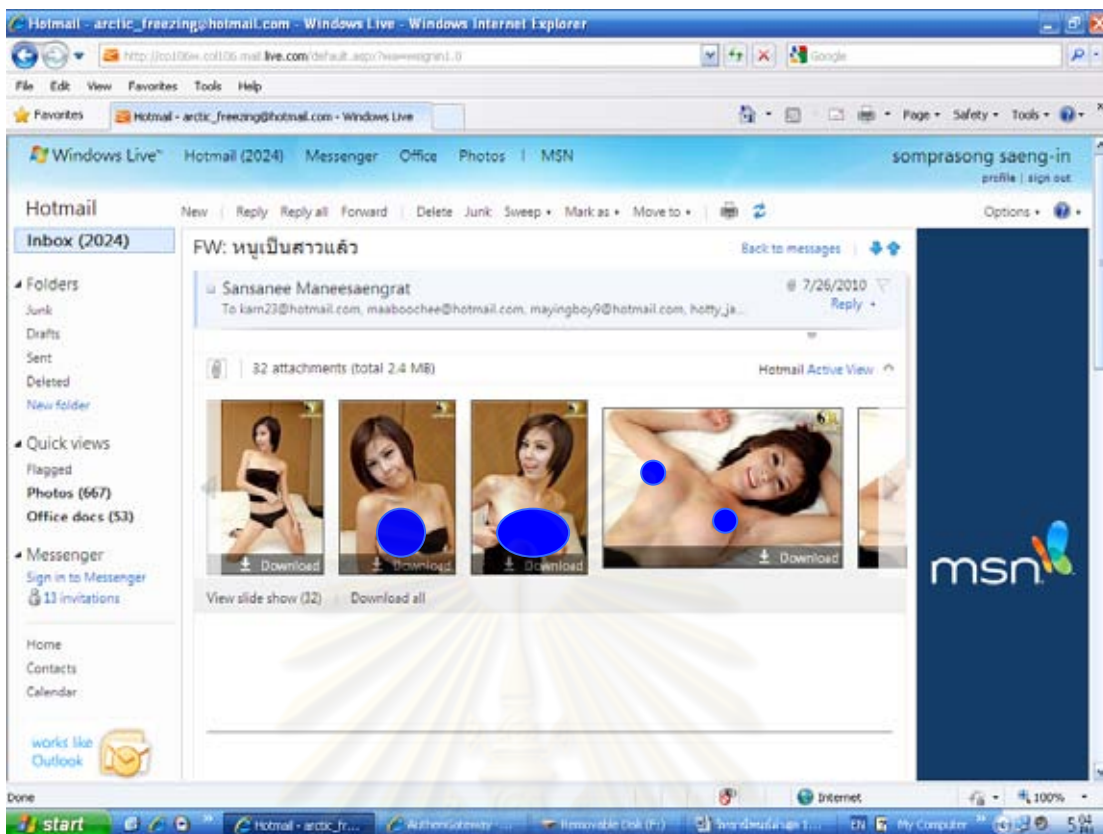 Hotmail - arctic_freezing@hotmail.com - Windows Live - Windows Internet Explorer
Google
File Edit View Favorites Tools Help
Favorites Hotmail - arctic_freezing@hotmail.com - Windows Live Page Safety Tools
Windows Live Hotmail (2024) Messenger Office Photos | MSN somprasong saeng-in
profile | sign out
Hotmail New | Reply Reply all Forward | Delete Junk Sweep Mark as Move to Options
Inbox (2024) FW: หนูเป็นสาวแล้ว Back to messages
Folders Sansanee Maneesaengrat 7/26/2010
Junk To karn23@hotmail.com, maaboochee@hotmail.com, mayingboy9@hotmail.com, hotty_ja... Reply
Drafts
Sent 32 attachments (total 2.4 MB) Hotmail Active View
Deleted
New folder
Quick views
Flagged
Photos (667)
Office docs (53)
Messenger Download Download Download Download
Sign in to Messenger
13 invitations View slide show (32) Download all
msn
Home
Contacts
Calendar
works like
Outlook
Done Internet 100%
start Hotmail - arctic_fr... Removable Disk (F:) EN My Computer